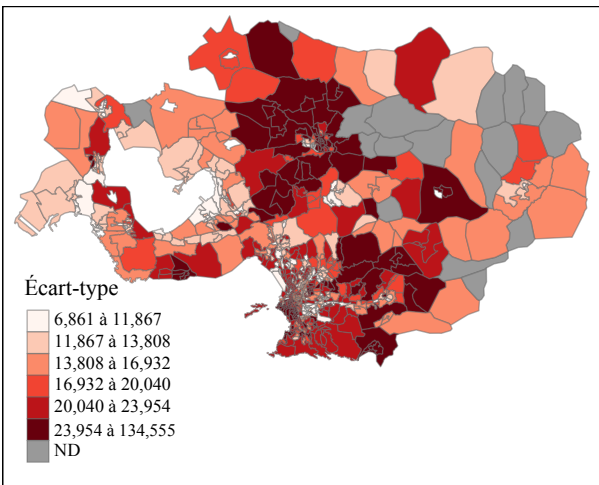 Écart-type
6,861 à 11,867
11,867 à 13,808
13,808 à 16,932
16,932 à 20,040
20,040 à 23,954
23,954 à 134,555
ND